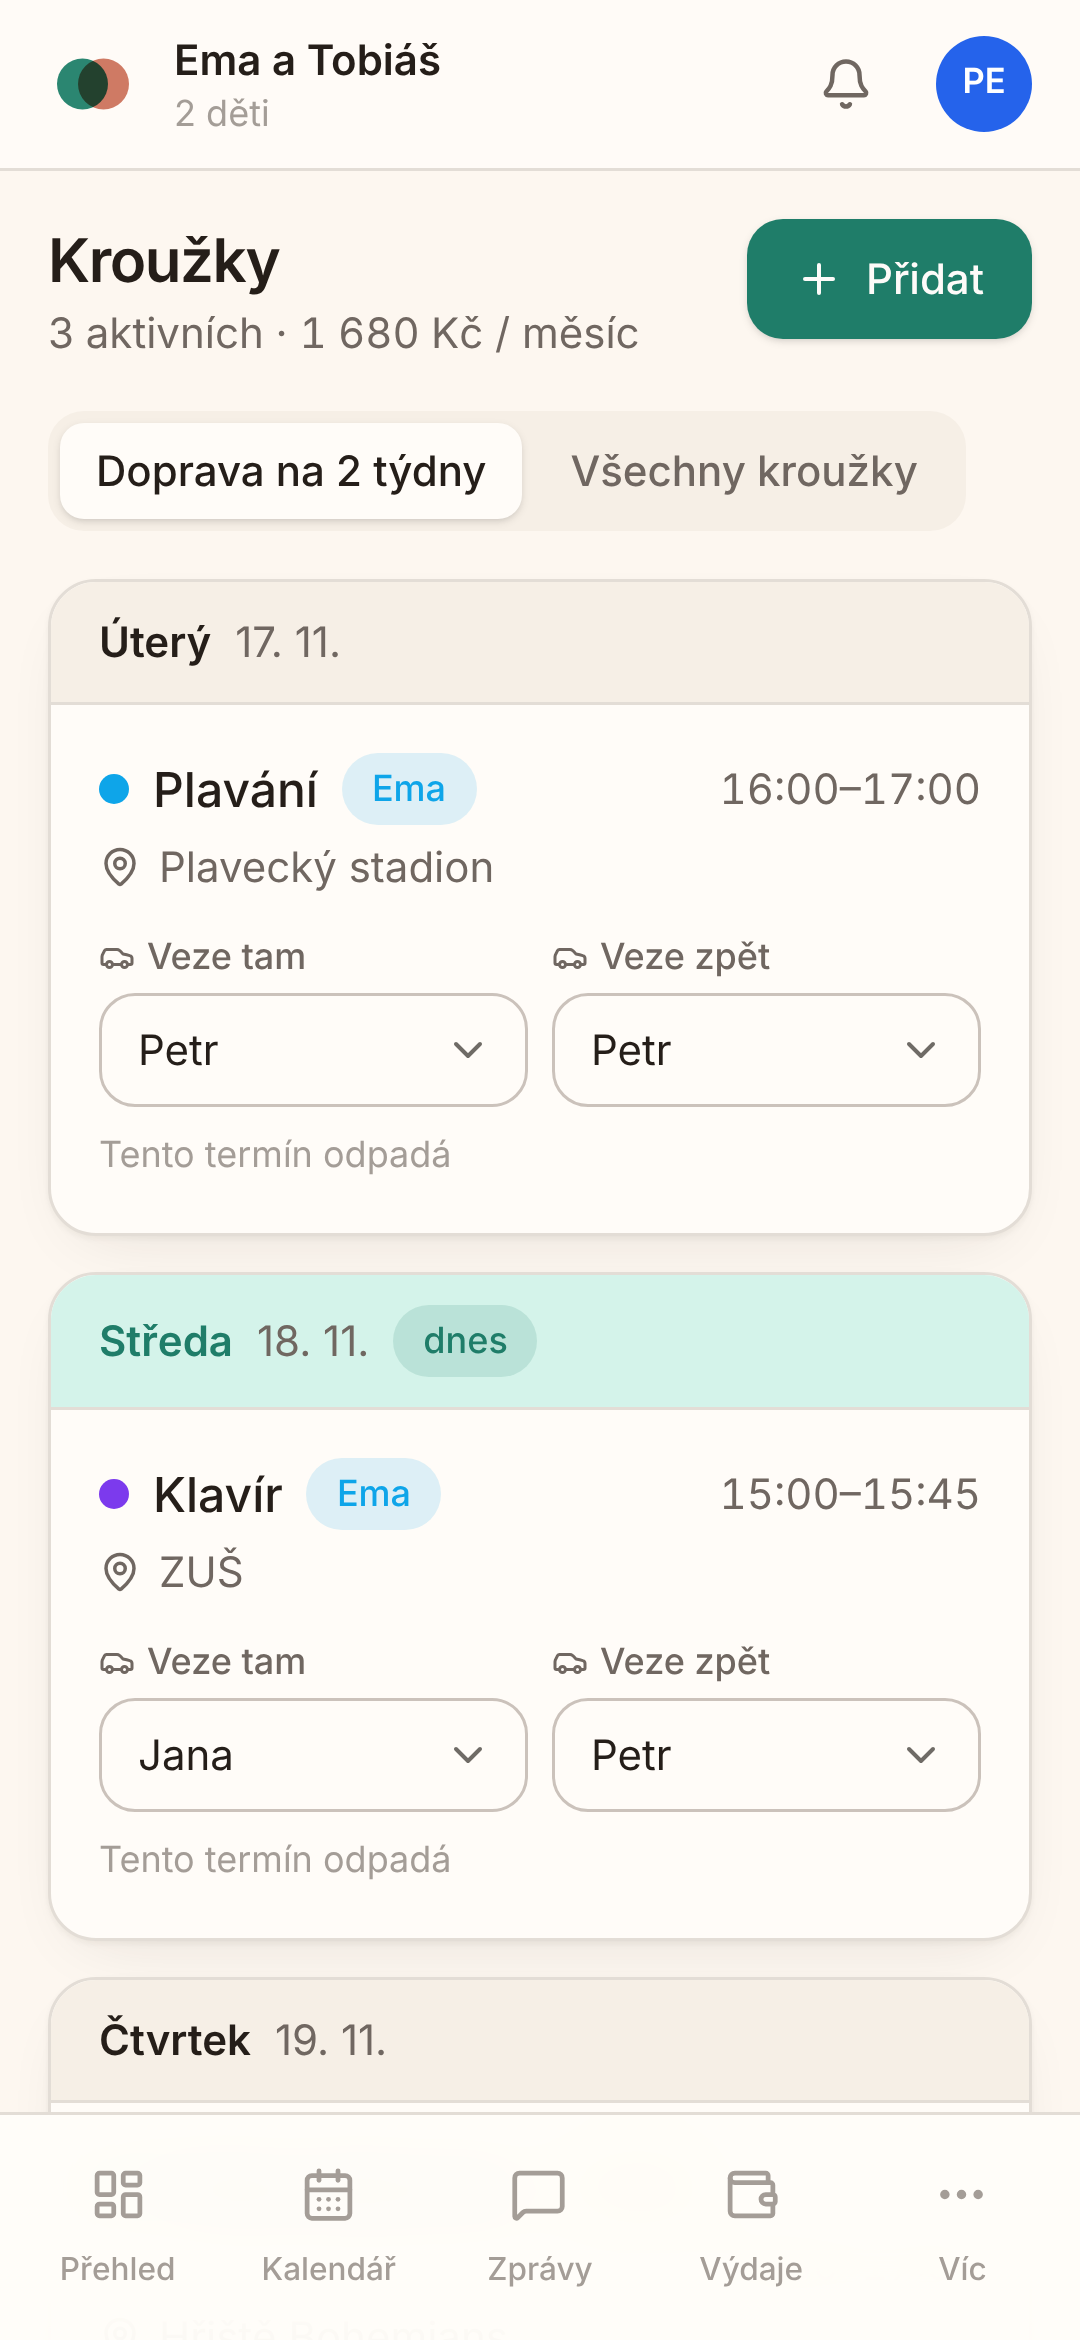 Ema a Tobiáš
2 děti
PE
Kroužky
3 aktivních · 1 680 Kč / měsíc
Přidat
Doprava na 2 týdny
Všechny kroužky
Úterý 17. 11.
Plavání Ema 16:00–17:00
Plavecký stadion
Veze tam Veze zpět
Petr Petr
Tento termín odpadá
Středa 18. 11. dnes
Klavír Ema 15:00–15:45
ZUŠ
Veze tam Veze zpět
Jana Petr
Tento termín odpadá
Čtvrtek 19. 11.
Přehled Kalendář Zprávy Výdaje Víc
Hřiště Bohemians